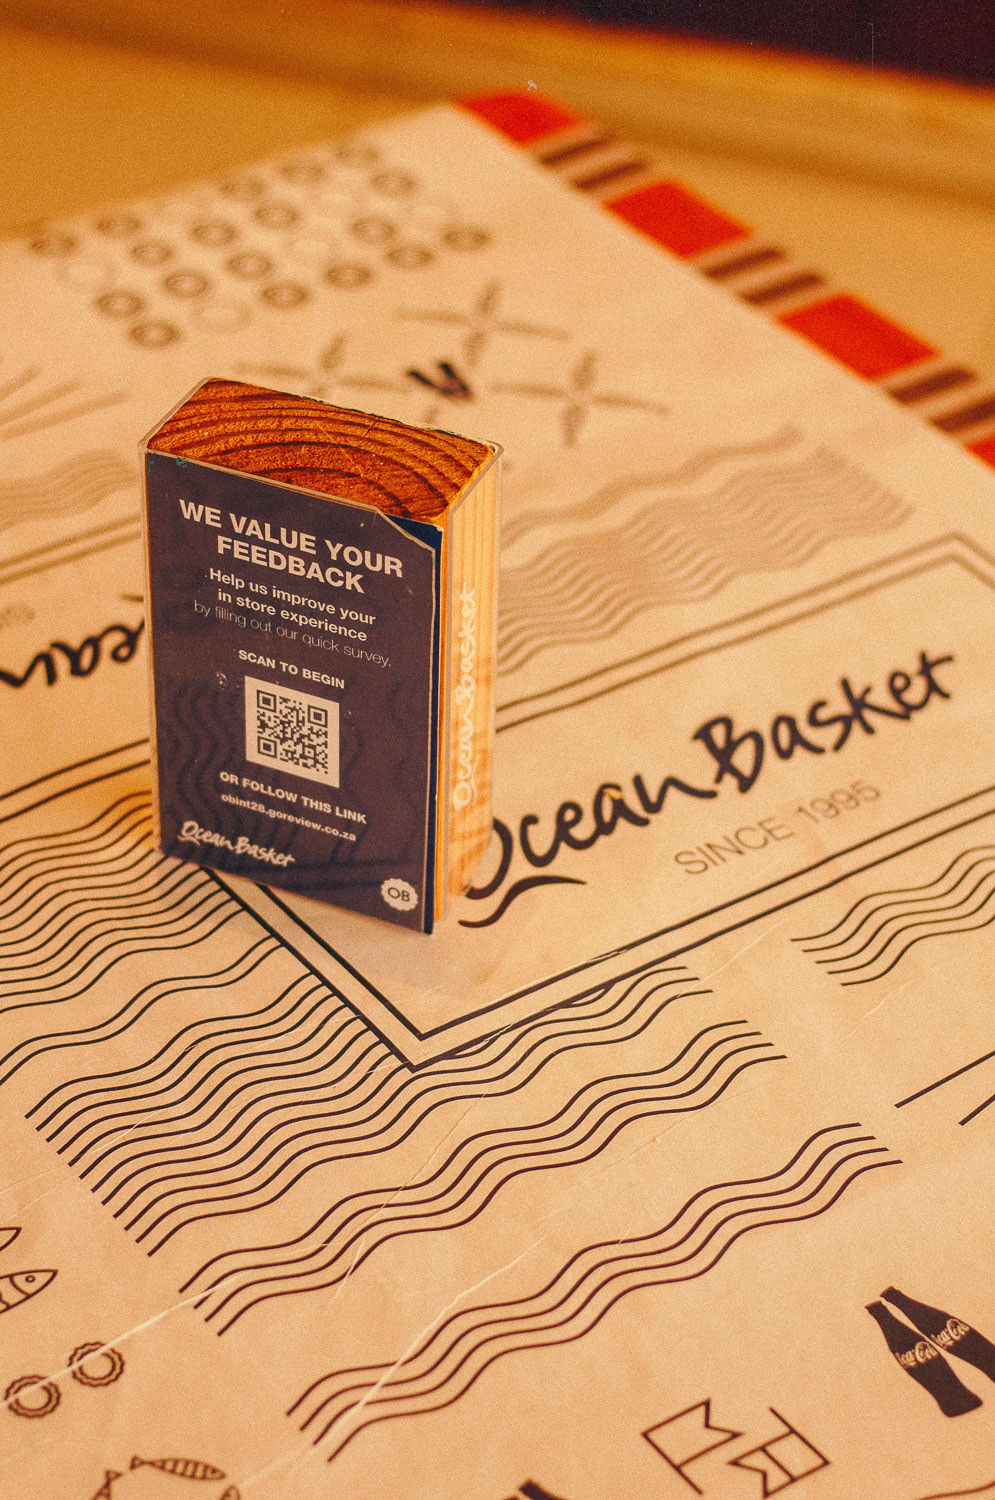 WE VALUE YOUR
FEEDBACK
Help us improve your
in store experience
by filling out our quick survey.
SCAN TO BEGIN
OR FOLLOW THIS LINK
obint28.goreview.co.za
Ocean Basket
OB
Ocean Basket
Ocean Basket
SINCE 1995
Coca-Cola
Coca-Cola